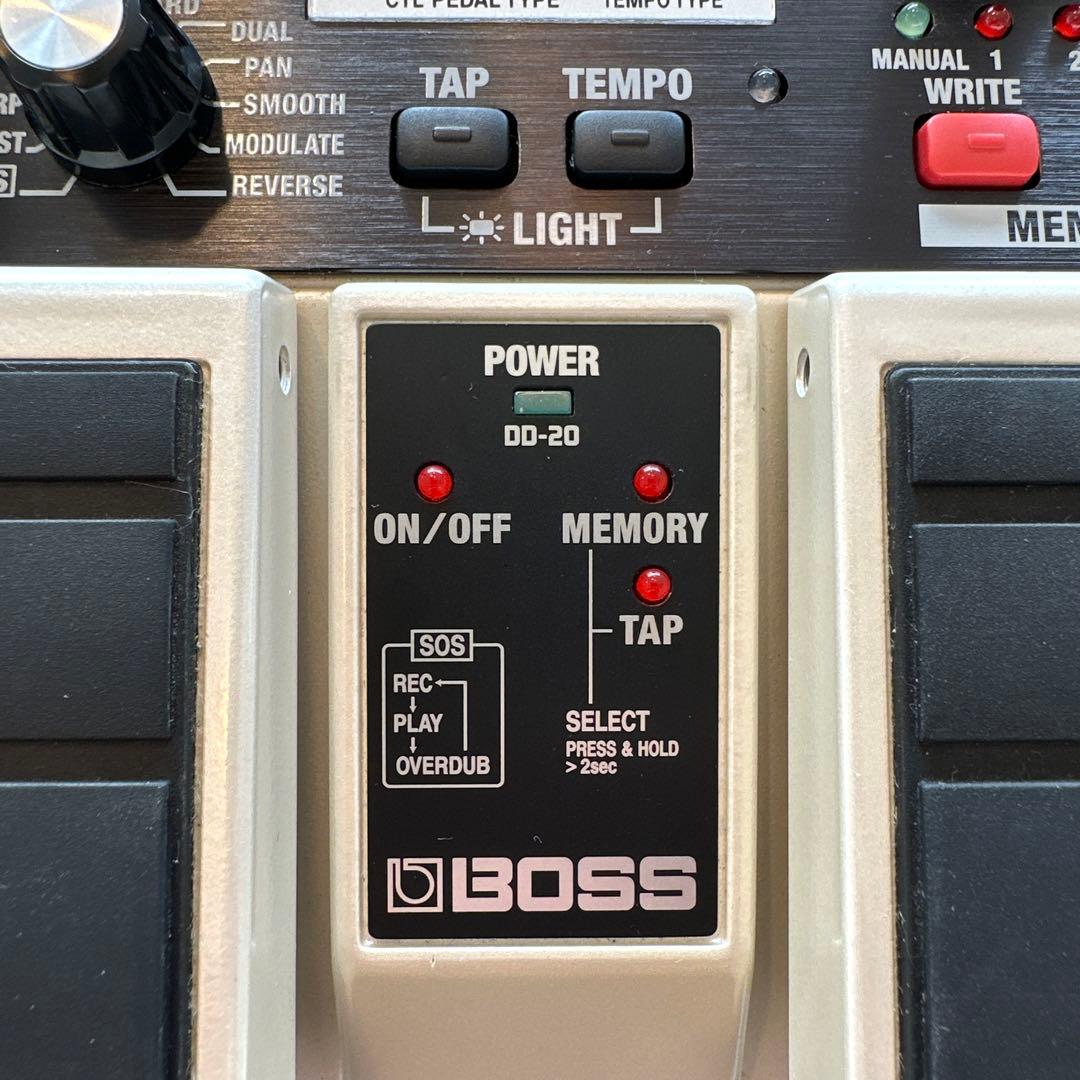 CTL PEDAL TYPE TEMPO TYPE
DUAL
PAN
SMOOTH
MODULATE
REVERSE
TAP
TEMPO
LIGHT
MANUAL 1 2
WRITE
POWER
DD-20
ON/OFF
MEMORY
TAP
SOS
REC
PLAY
OVERDUB
SELECT
PRESS & HOLD
>2sec
BOSS